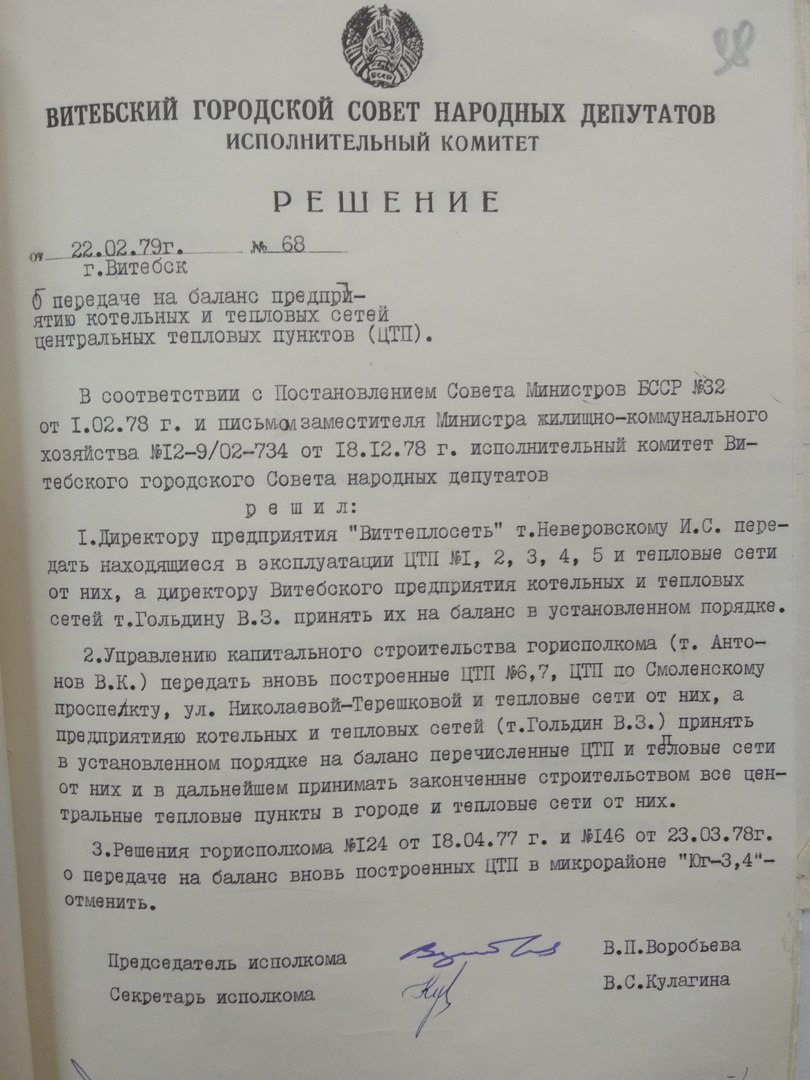 98
БССР
ВИТЕБСКИЙ ГОРОДСКОЙ СОВЕТ НАРОДНЫХ ДЕПУТАТОВ
ИСПОЛНИТЕЛЬНЫЙ КОМИТЕТ
РЕШЕНИЕ
от 22.02.79г. № 68
г.Витебск
О передаче на баланс предпри-
ятию котельных и тепловых сетей
центральных тепловых пунктов (ЦТП).
В соответствии с Постановлением Совета Министров БССР №32
от I.02.78 г. и письмом заместителя Министра жилищно-коммунального
хозяйства №I2-9/02-734 от I8.I2.78 г. исполнительный комитет Ви-
тебского городского Совета народных депутатов
р е ш и л:
I.Директору предприятия "Виттеплосеть" т.Неверовскому И.С. пере-
дать находящиеся в эксплуатации ЦТП №I, 2, 3, 4, 5 и тепловые сети
от них, а директору Витебского предприятия котельных и тепловых
сетей т.Гольдину В.З. принять их на баланс в установленном порядке.
2.Управлению капитального строительства горисполкома (т. Анто-
нов В.К.) передать вновь построенные ЦТП №6,7, ЦТП по Смоленскому
проспекту, ул. Николаевой-Терешковой и тепловые сети от них, а
предприятияю котельных и тепловых сетей (т.Гольдин В.З.) принять
в установленном порядке на баланс перечисленные ЦТП и тепловые сети
от них и в дальнейшем принимать законченные строительством все цен-
тральные тепловые пункты в городе и тепловые сети от них.
3.Решения горисполкома №I24 от I8.04.77 г. и №I46 от 23.03.78г.
о передаче на баланс вновь построенных ЦТП в микрорайоне "Юг-3,4"-
отменить.
Председатель исполкома В.П.Воробьева
Секретарь исполкома В.С.Кулагина